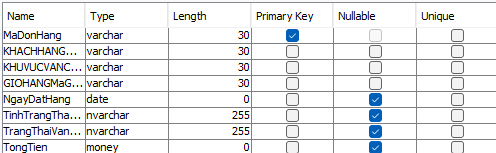 Name Type Length Primary Key Nullable Unique
MaDonHang varchar 30
KHACHHANG... varchar 30
KHUVUCVANC... varchar 30
GIOHANGMaG... varchar 30
NgayDatHang date 0
TinhTrangTha... nvarchar 255
TrangThaiVan... nvarchar 255
TongTien money 0